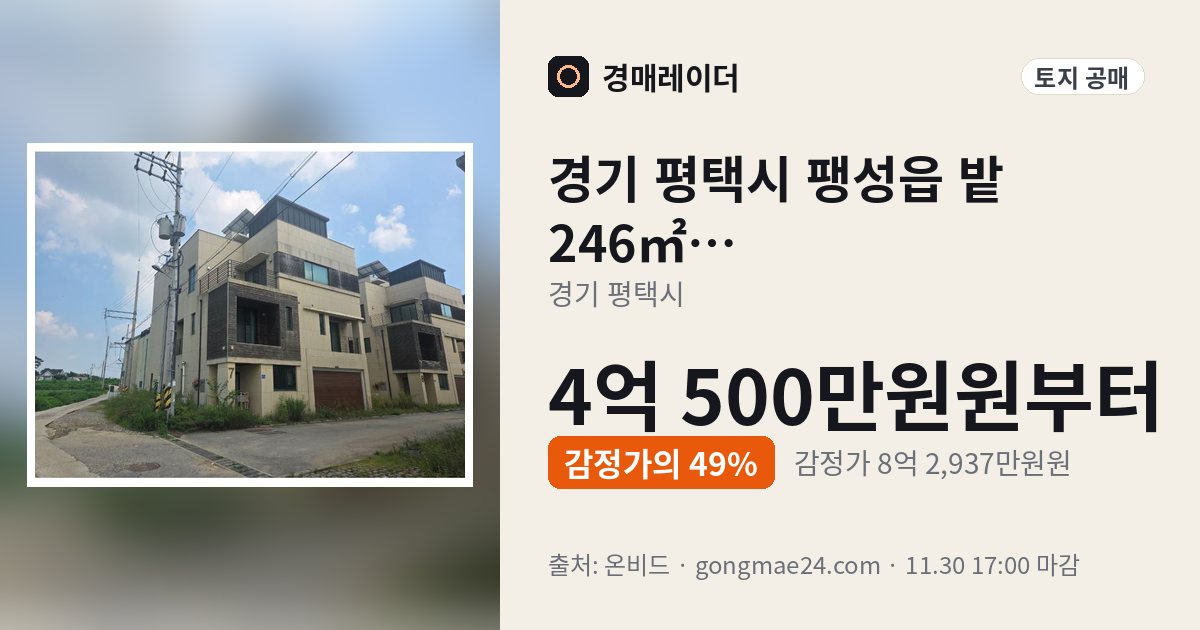 경매레이더
토지 공매
경기 평택시 팽성읍 밭
246㎡…
경기 평택시
4억 500만원원부터
감정가의 49%
감정가 8억 2,937만원원
출처: 온비드 · gongmae24.com · 11.30 17:00 마감
7